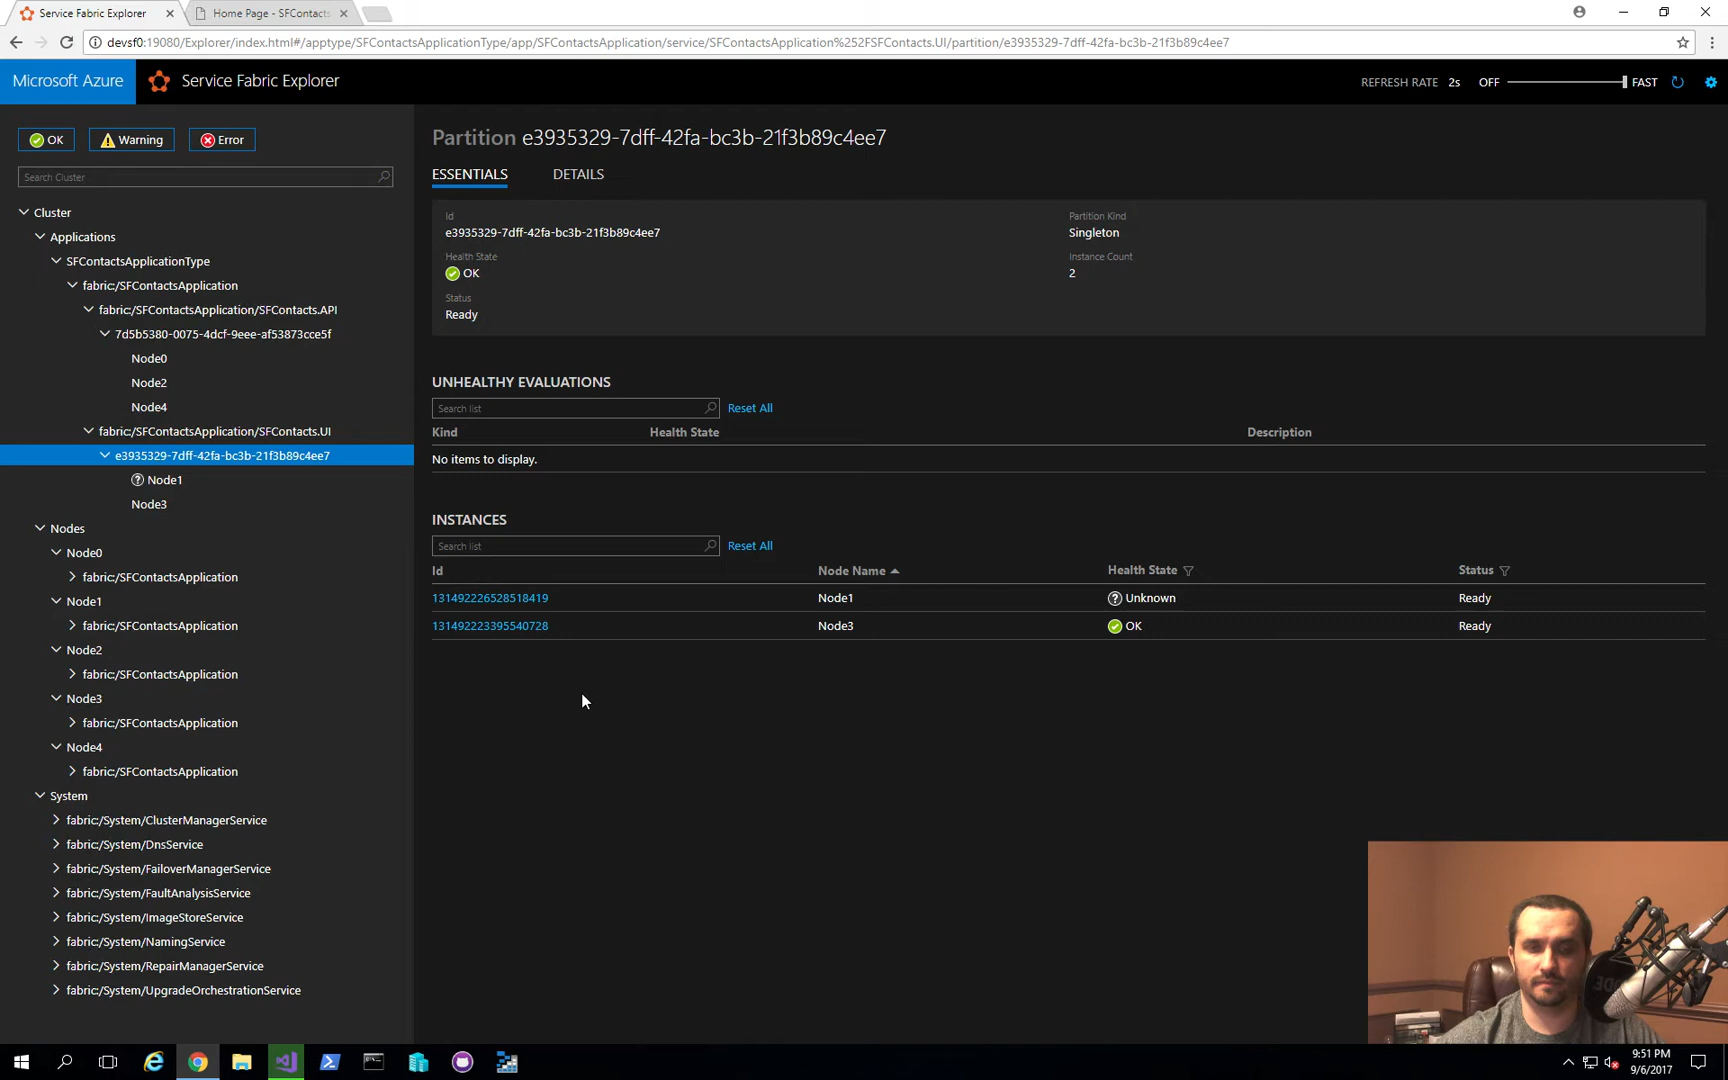 Service Fabric Explorer
Home Page - SFContacts
devsf0:19080/Explorer/index.html#/apptype/SFContactsApplicationType/app/SFContactsApplication/service/SFContactsApplication%252FSFContacts.UI/partition/e3935329-7dff-42fa-bc3b-21f3b89c4ee7
Microsoft Azure
Service Fabric Explorer
REFRESH RATE 2s OFF FAST
OK
Warning
Error
Search Cluster
Cluster
Applications
SFContactsApplicationType
fabric:/SFContactsApplication
fabric:/SFContactsApplication/SFContacts.API
7d5b5380-0075-4dcf-9eee-af53873cce5f
Node0
Node2
Node4
fabric:/SFContactsApplication/SFContacts.UI
e3935329-7dff-42fa-bc3b-21f3b89c4ee7
Node1
Node3
Nodes
Node0
fabric:/SFContactsApplication
Node1
fabric:/SFContactsApplication
Node2
fabric:/SFContactsApplication
Node3
fabric:/SFContactsApplication
Node4
fabric:/SFContactsApplication
System
fabric:/System/ClusterManagerService
fabric:/System/DnsService
fabric:/System/FailoverManagerService
fabric:/System/FaultAnalysisService
fabric:/System/ImageStoreService
fabric:/System/NamingService
fabric:/System/RepairManagerService
fabric:/System/UpgradeOrchestrationService
Partition e3935329-7dff-42fa-bc3b-21f3b89c4ee7
ESSENTIALS DETAILS
Id
e3935329-7dff-42fa-bc3b-21f3b89c4ee7
Health State
OK
Status
Ready
Partition Kind
Singleton
Instance Count
2
UNHEALTHY EVALUATIONS
Search list Reset All
Kind Health State Description
No items to display.
INSTANCES
Search list Reset All
Id Node Name Health State Status
131492226528518419 Node1 Unknown Ready
131492223395540728 Node3 OK Ready
9:51 PM
9/6/2017